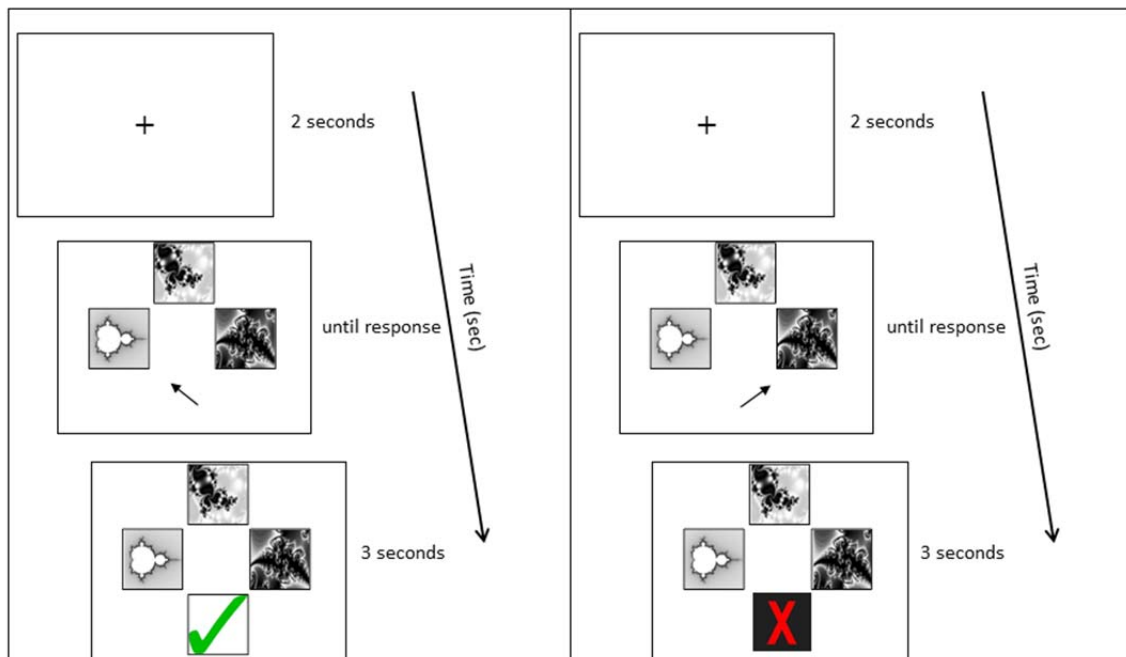 2 seconds
until response
Time (sec)
3 seconds
2 seconds
until response
Time (sec)
3 seconds
X